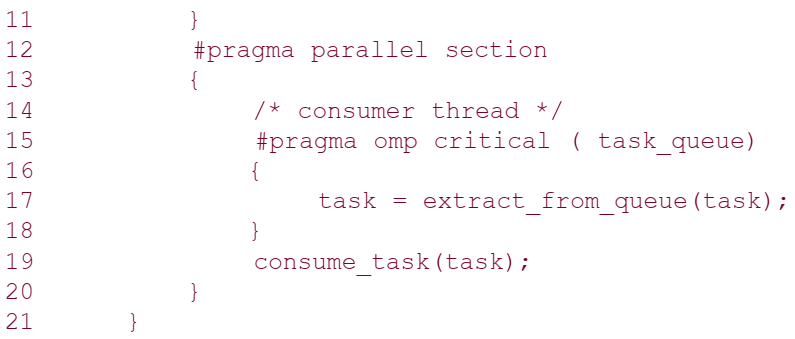 11 }
12 #pragma parallel section
13 {
14 /* consumer thread */
15 #pragma omp critical ( task_queue)
16 {
17 task = extract_from_queue(task);
18 }
19 consume_task(task);
20 }
21 }